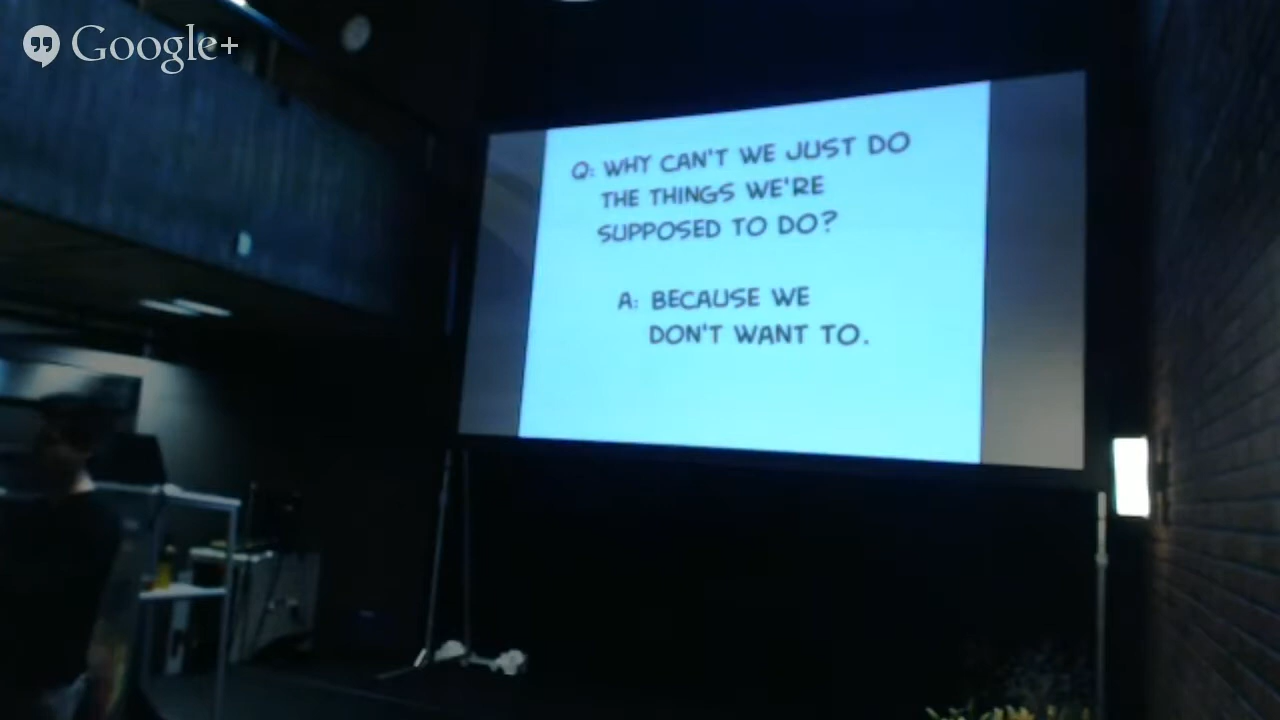 Google+
Q: WHY CAN'T WE JUST DO
THE THINGS WE'RE
SUPPOSED TO DO?
A: BECAUSE WE
DON'T WANT TO.